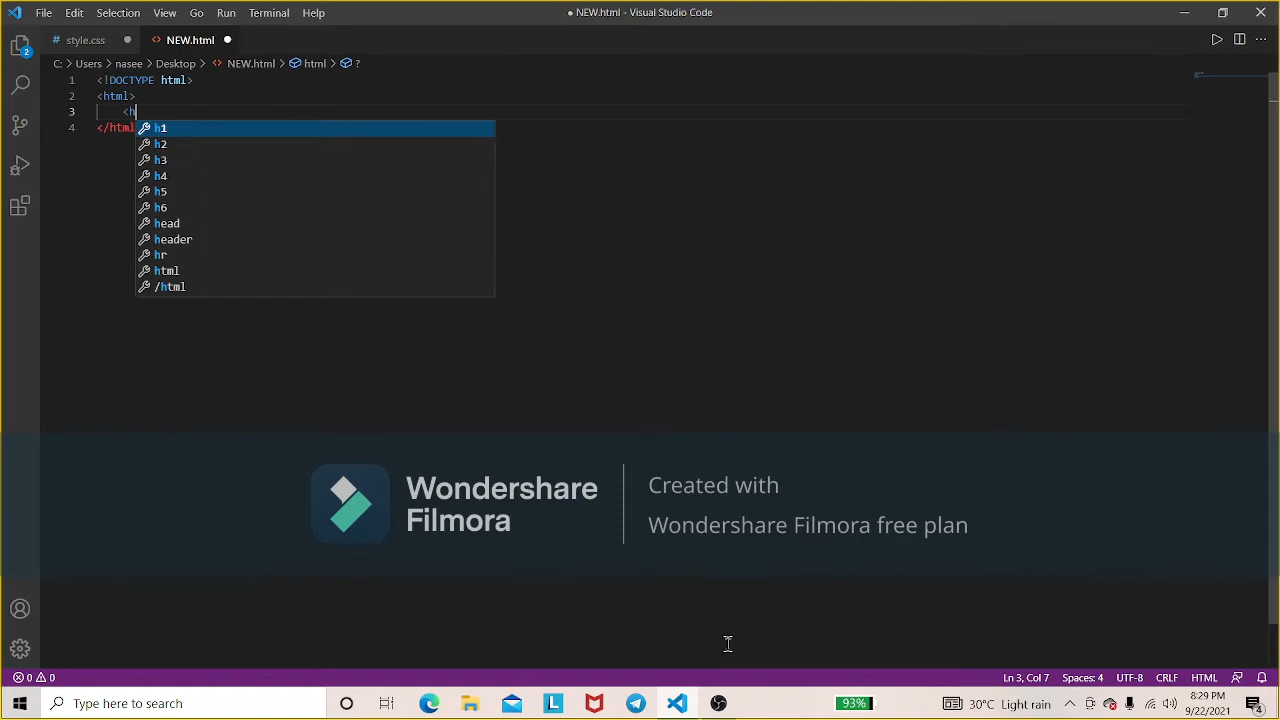 File Edit Selection View Go Run Terminal Help
● NEW.html - Visual Studio Code
# style.css ●
<> NEW.html ●
C: > Users > nasee > Desktop > <> NEW.html > html > ?
1 <!DOCTYPE html>
2 <html>
3 <h
4 </html
h1
h2
h3
h4
h5
h6
head
header
hr
html
/html
2
Wondershare
Filmora
Created with
Wondershare Filmora free plan
0 0
Ln 3, Col 7 Spaces: 4 UTF-8 CRLF HTML
Type here to search
L
93%
30°C Light rain
8:29 PM
9/22/2021
4